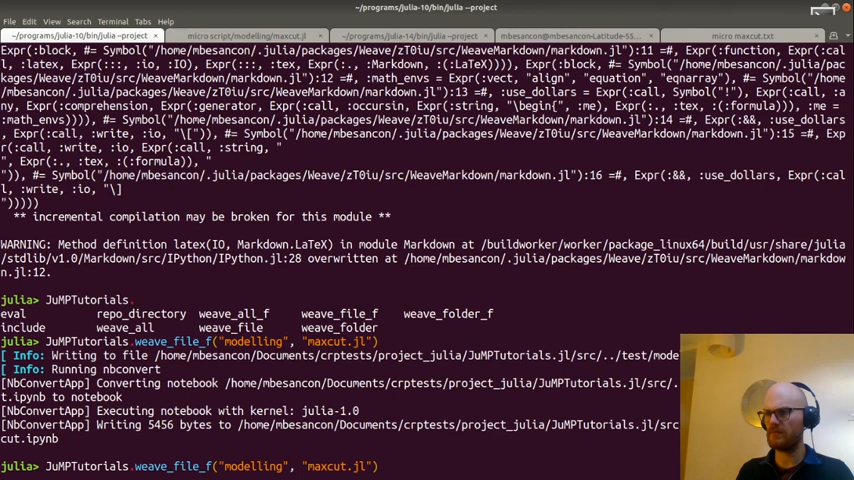 ~/programs/julia-10/bin/julia --project
File Edit View Search Terminal Tabs Help
~/programs/julia-10/bin/julia --project × micro script/modelling/maxcut.jl × ~/programs/julia-14/bin/julia --project × mbesancon@mbesancon-Latitude-55... × micro maxcut.txt ×
Expr(:block, #= Symbol("/home/mbesancon/.julia/packages/Weave/zT0iu/src/WeaveMarkdown/markdown.jl"):11 =#, Expr(:function, Expr(:cal
l, :latex, Expr(:::, :io, :IO), Expr(:::, :tex, Expr(:., :Markdown, :(:LaTeX)))), Expr(:block, #= Symbol("/home/mbesancon/.julia/pac
kages/Weave/zT0iu/src/WeaveMarkdown/markdown.jl"):12 =#, :math_envs = Expr(:vect, "align", "equation", "eqnarray"), #= Symbol("/home
/mbesancon/.julia/packages/Weave/zT0iu/src/WeaveMarkdown/markdown.jl"):13 =#, :use_dollars = Expr(:call, Symbol("!"), Expr(:call, :a
ny, Expr(:comprehension, Expr(:generator, Expr(:call, :occursin, Expr(:string, "\begin{", :me), Expr(:., :tex, :(:formula))), :me =
:math_envs)))), #= Symbol("/home/mbesancon/.julia/packages/Weave/zT0iu/src/WeaveMarkdown/markdown.jl"):14 =#, Expr(:&&, :use_dollars
, Expr(:call, :write, :io, "\[")), #= Symbol("/home/mbesancon/.julia/packages/Weave/zT0iu/src/WeaveMarkdown/markdown.jl"):15 =#, Exp
r(:call, :write, :io, Expr(:call, :string, "
", Expr(:., :tex, :(:formula)), "
")), #= Symbol("/home/mbesancon/.julia/packages/Weave/zT0iu/src/WeaveMarkdown/markdown.jl"):16 =#, Expr(:&&, :use_dollars, Expr(:cal
l, :write, :io, "\]
")))))
** incremental compilation may be broken for this module **
WARNING: Method definition latex(IO, Markdown.LaTeX) in module Markdown at /buildworker/worker/package_linux64/build/usr/share/julia
/stdlib/v1.0/Markdown/src/IPython/IPython.jl:28 overwritten at /home/mbesancon/.julia/packages/Weave/zT0iu/src/WeaveMarkdown/markdow
n.jl:12.
julia> JuMPTutorials.
eval repo_directory weave_all_f weave_file_f weave_folder_f
include weave_all weave_file weave_folder
julia> JuMPTutorials.weave_file_f("modelling", "maxcut.jl")
[ Info: Writing to file /home/mbesancon/Documents/crptests/project_julia/JuMPTutorials.jl/src/../test/mode
[ Info: Running nbconvert
[NbConvertApp] Converting notebook /home/mbesancon/Documents/crptests/project_julia/JuMPTutorials.jl/src/.
t.ipynb to notebook
[NbConvertApp] Executing notebook with kernel: julia-1.0
[NbConvertApp] Writing 5456 bytes to /home/mbesancon/Documents/crptests/project_julia/JuMPTutorials.jl/src
cut.ipynb
julia> JuMPTutorials.weave_file_f("modelling", "maxcut.jl")